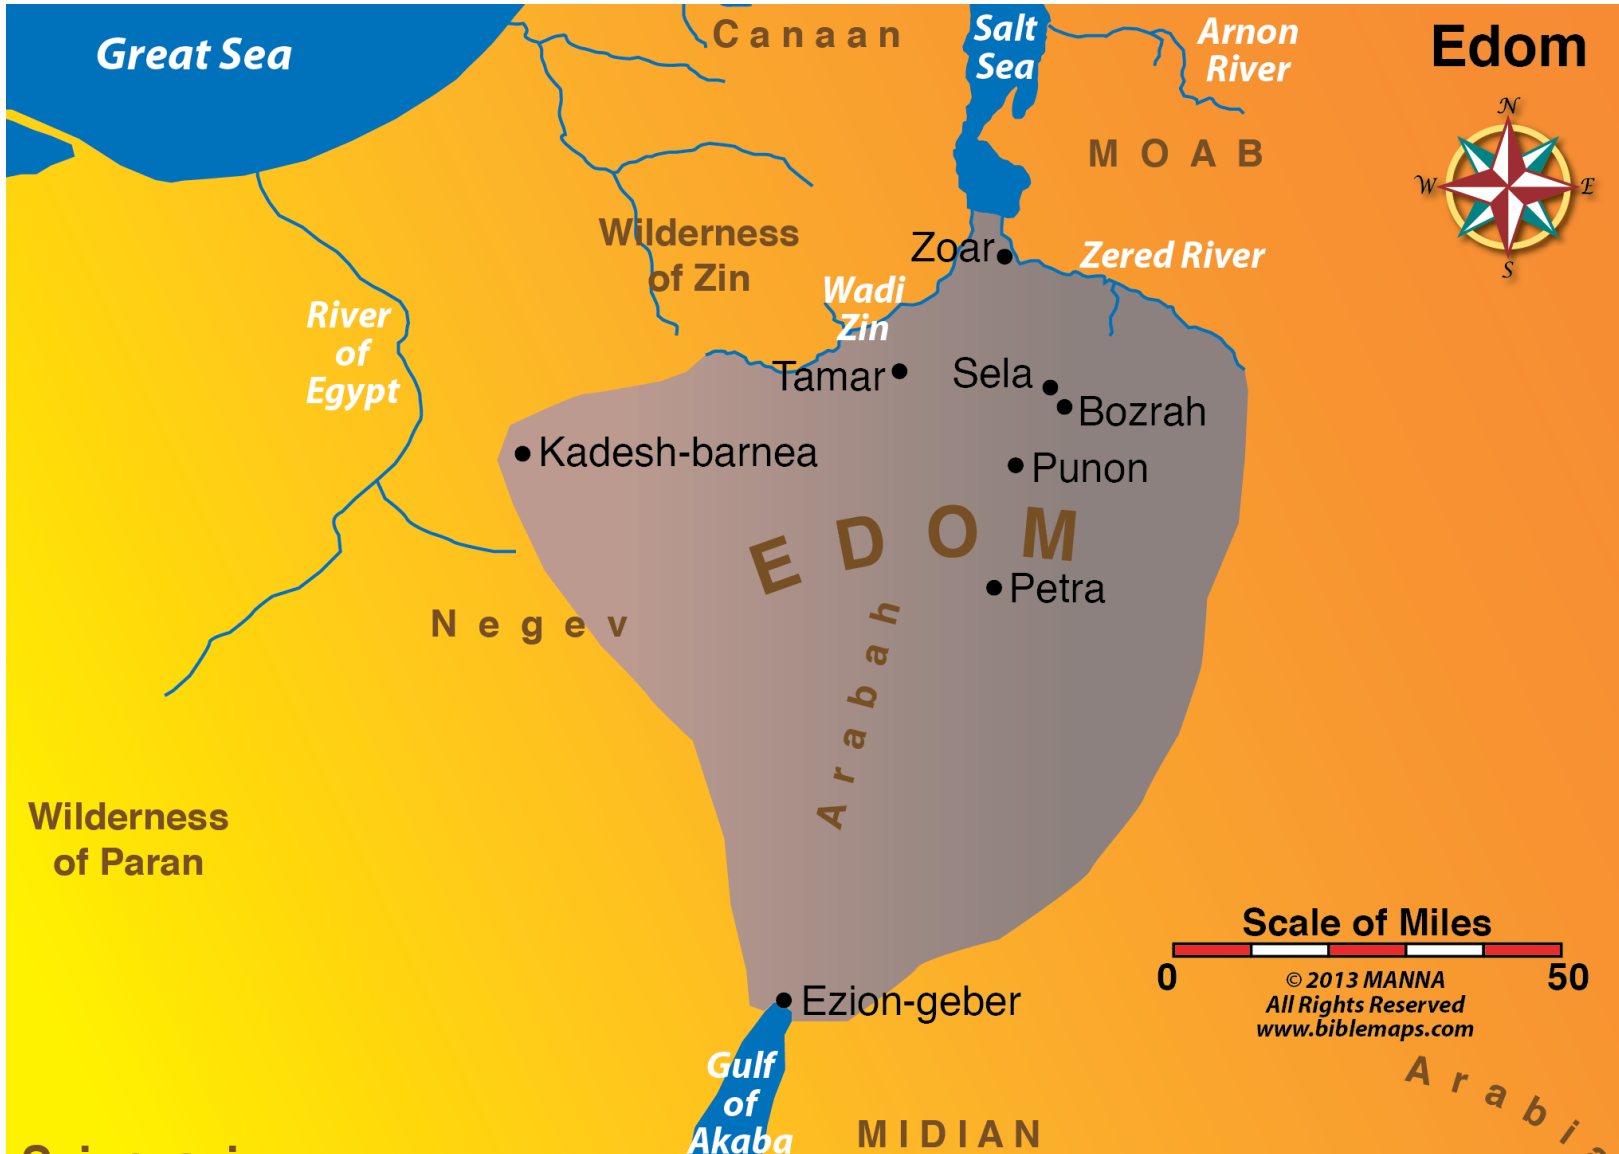 Great Sea
Canaan
Salt
Sea
Arnon
River
Edom
N
W
E
S
MOAB
Wilderness
of Zin
Zoar
Zered River
Wadi
Zin
River
of
Egypt
Tamar
Sela
Bozrah
Kadesh-barnea
Punon
EDOM
Petra
Negev
Arabah
Wilderness
of Paran
Scale of Miles
0
50
© 2013 MANNA
All Rights Reserved
www.biblemaps.com
Ezion-geber
Gulf
of
Akaba
MIDIAN